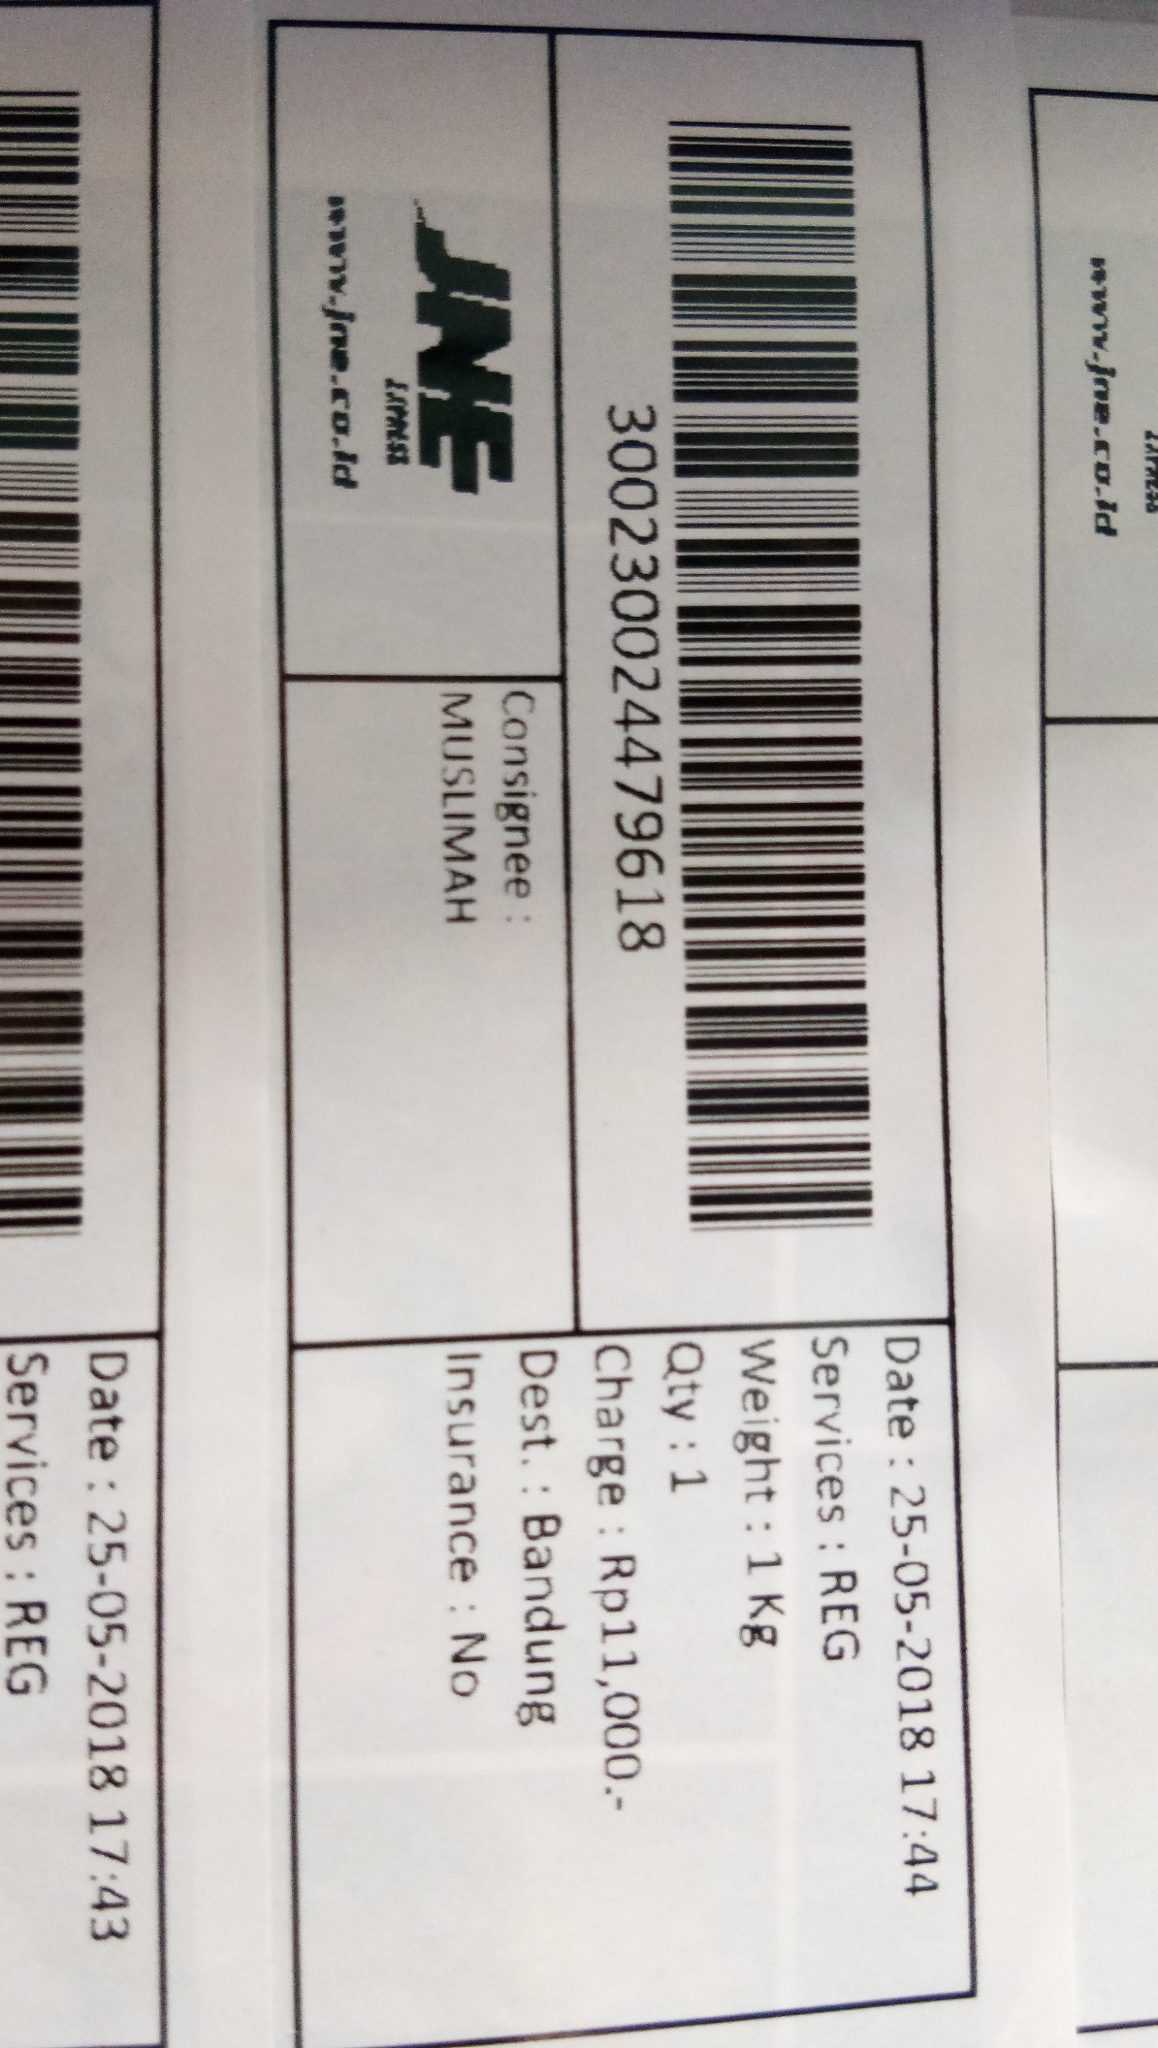 300230024479618
JNE
EXPRESS
www.jne.co.id
Consignee :
MUSLIMAH
Date : 25-05-2018 17:44
Services : REG
Weight : 1 Kg
Qty : 1
Charge : Rp11,000.-
Dest. : Bandung
Insurance : No
Date : 25-05-2018 17:43
Services : REG
EXPRESS
www.jne.co.id